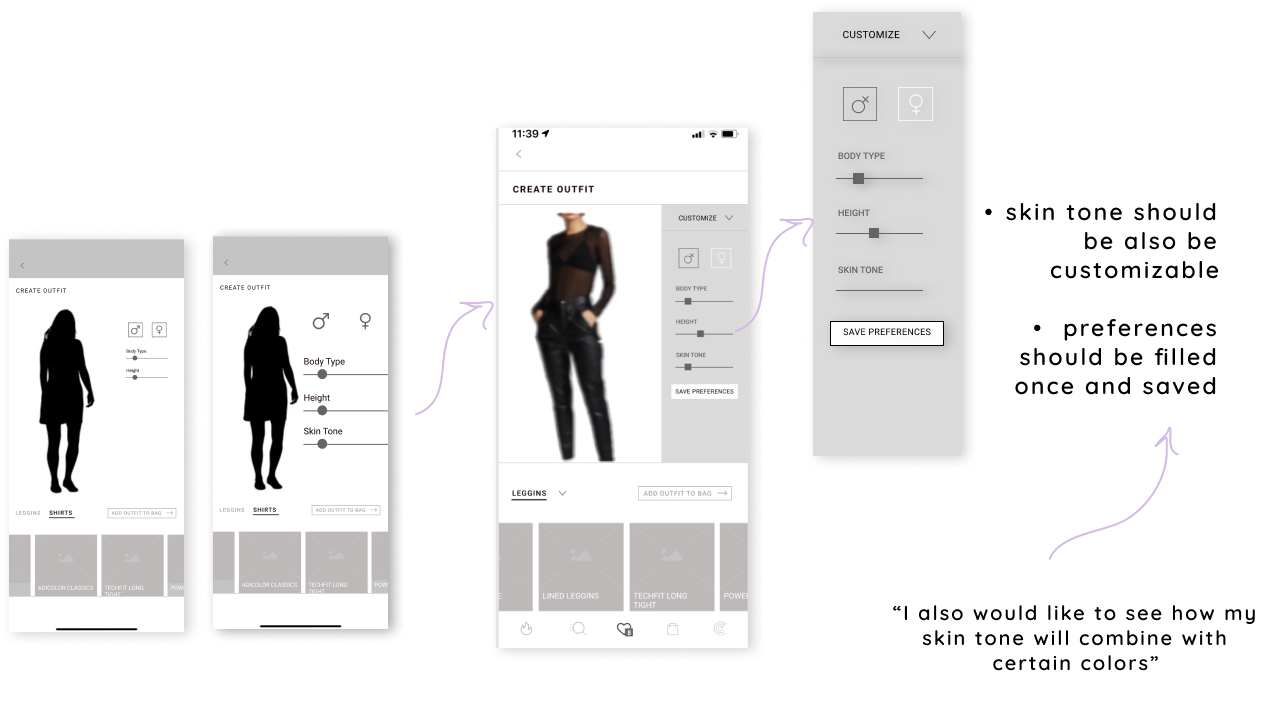 CREATE OUTFIT
Body Type
Height
LEGGINS SHIRTS ADD OUTFIT TO BAG
ADICOLOR CLASSICS TECHFIT LONG POW
TIGHT
CREATE OUTFIT
Body Type
Height
Skin Tone
LEGGINS SHIRTS ADD OUTFIT TO BAG
ADICOLOR CLASSICS TECHFIT LONG POW
TIGHT
11:39
CREATE OUTFIT
CUSTOMIZE
BODY TYPE
HEIGHT
SKIN TONE
SAVE PREFERENCES
LEGGINS ADD OUTFIT TO BAG
E LINED LEGGINS TECHFIT LONG POWE
TIGHT
CUSTOMIZE
BODY TYPE
HEIGHT
SKIN TONE
SAVE PREFERENCES
• skin tone should
be also be
customizable
• preferences
should be filled
once and saved
“I also would like to see how my
skin tone will combine with
certain colors”